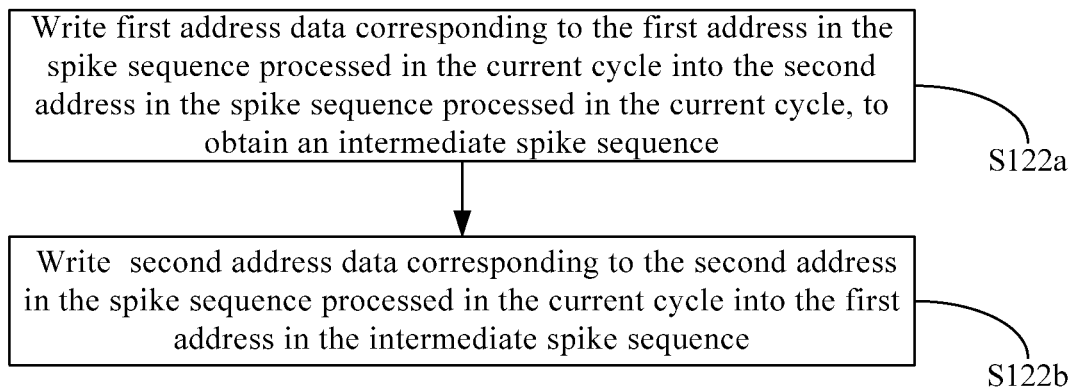 Write first address data corresponding to the first address in the
spike sequence processed in the current cycle into the second
address in the spike sequence processed in the current cycle, to
obtain an intermediate spike sequence
S122a
Write second address data corresponding to the second address
in the spike sequence processed in the current cycle into the first
address in the intermediate spike sequence
S122b